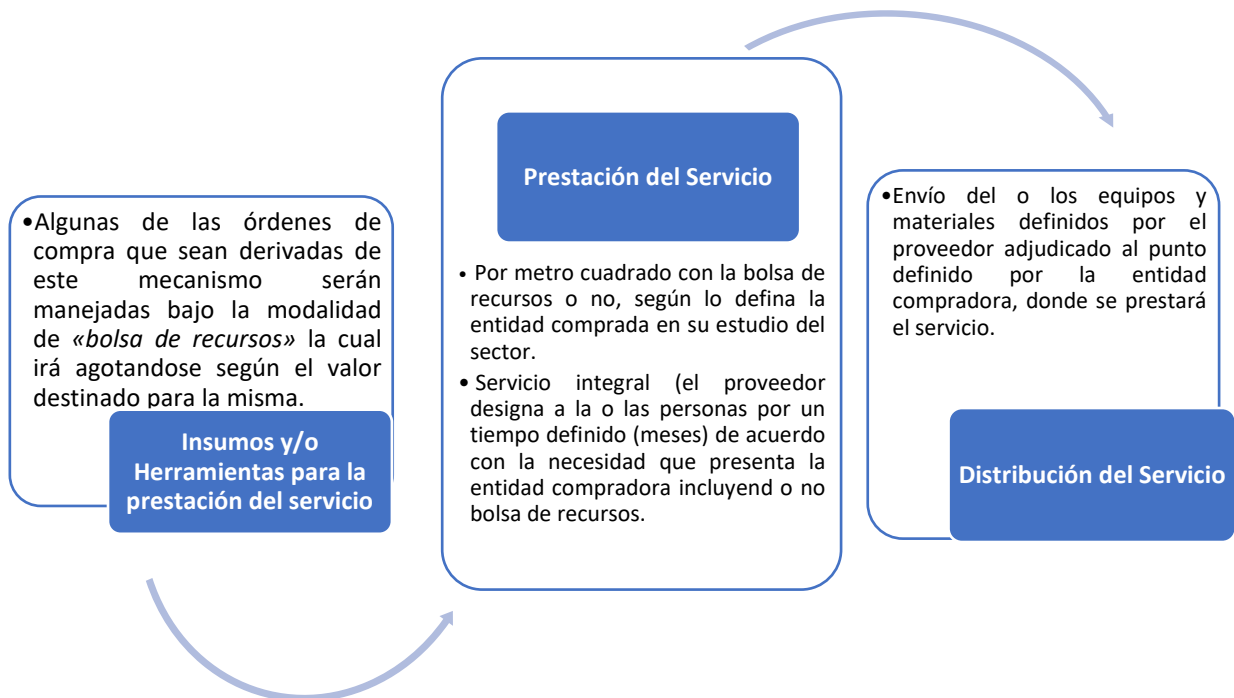 •Algunas de las órdenes de
compra que sean derivadas de
este mecanismo serán
manejadas bajo la modalidad
de «bolsa de recursos» la cual
irá agotandose según el valor
destinado para la misma.
Insumos y/o
Herramientas para la
prestación del servicio
Prestación del Servicio
• Por metro cuadrado con la bolsa de
recursos o no, según lo defina la
entidad comprada en su estudio del
sector.
• Servicio integral (el proveedor
designa a la o las personas por un
tiempo definido (meses) de acuerdo
con la necesidad que presenta la
entidad compradora incluyend o no
bolsa de recursos.
•Envío del o los equipos y
materiales definidos por el
proveedor adjudicado al punto
definido por la entidad
compradora, donde se prestará
el servicio.
Distribución del Servicio